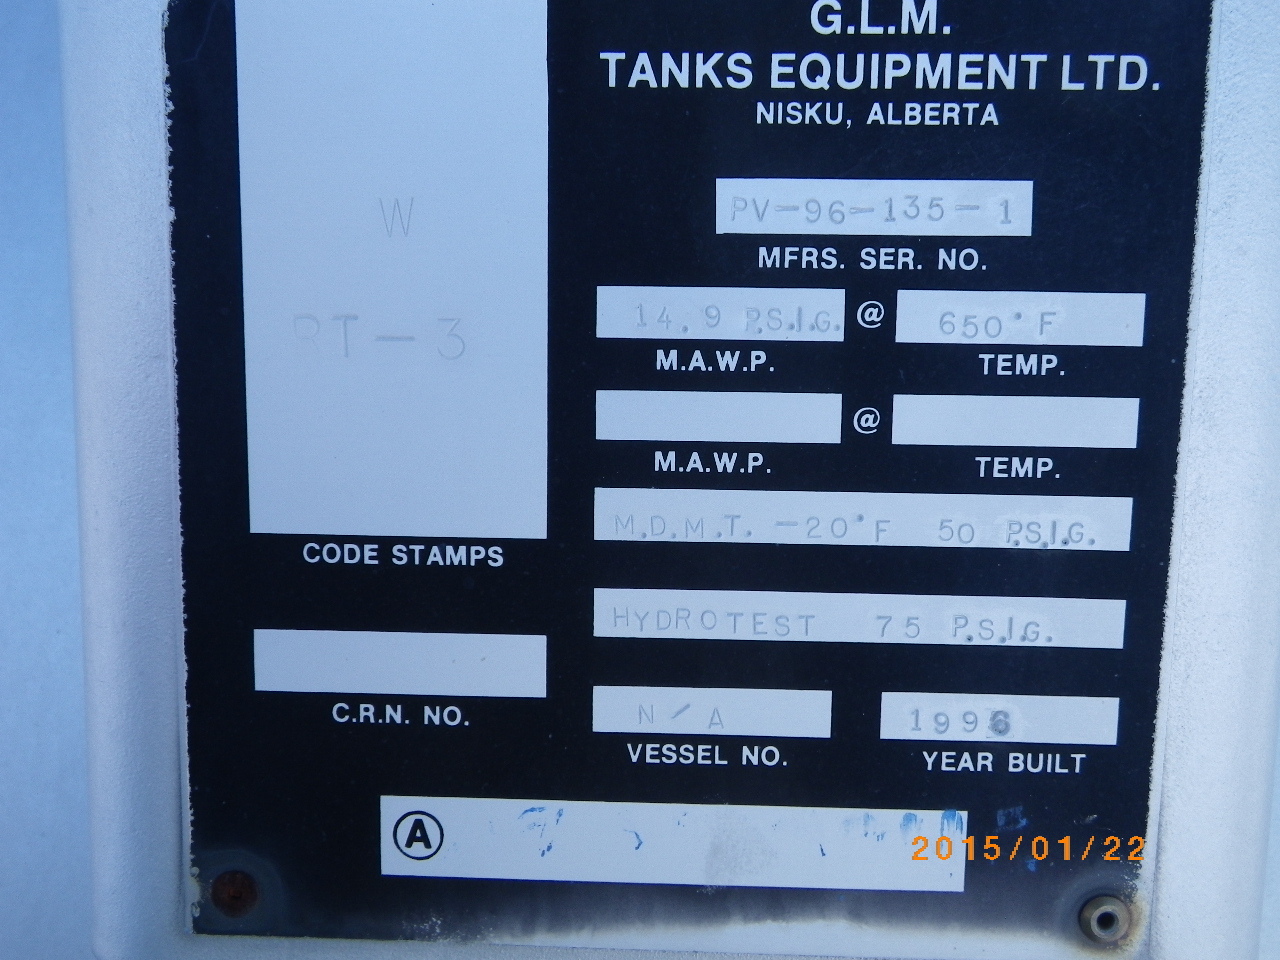 G.L.M.
TANKS EQUIPMENT LTD.
NISKU, ALBERTA
PV-96-135-1
MFRS. SER. NO.
14.9 P.S.I.G. @ 650°F
M.A.W.P. TEMP.
@
M.A.W.P. TEMP.
M.D.M.T. -20°F 50 P.S.I.G.
HYDROTEST 75 P.S.I.G.
N/A 1996
VESSEL NO. YEAR BUILT
W
RT-3
CODE STAMPS
C.R.N. NO.
A
2015/01/22